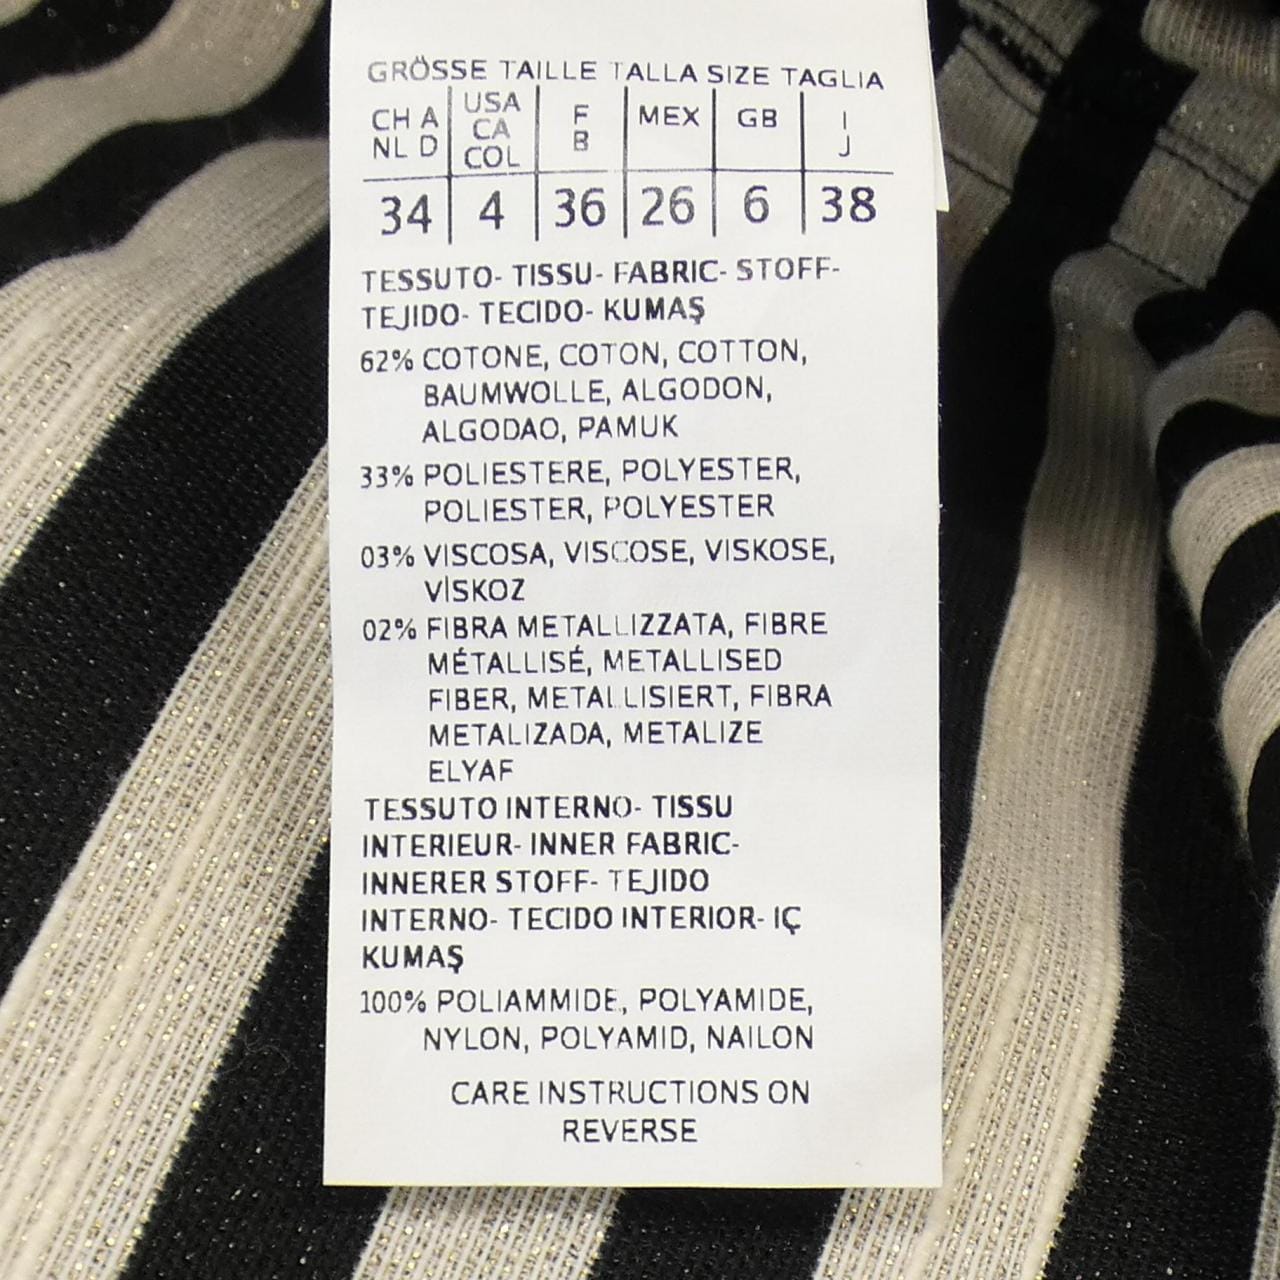 GRÖSSE TAILLE TALLA SIZE TAGLIA
CH A NL D | USA CA COL | F B | MEX | GB | I J
34 | 4 | 36 | 26 | 6 | 38
TESSUTO- TISSU- FABRIC- STOFF-
TEJIDO- TECIDO- KUMAŞ
62% COTONE, COTON, COTTON,
BAUMWOLLE, ALGODON,
ALGODAO, PAMUK
33% POLIESTERE, POLYESTER,
POLIESTER, POLYESTER
03% VISCOSA, VISCOSE, VISKOSE,
VİSKOZ
02% FIBRA METALLIZZATA, FIBRE
MÉTALLISÉ, METALLISED
FIBER, METALLISIERT, FIBRA
METALIZADA, METALIZE
ELYAF
TESSUTO INTERNO- TISSU
INTERIEUR- INNER FABRIC-
INNERER STOFF- TEJIDO
INTERNO- TECIDO INTERIOR- IÇ
KUMAŞ
100% POLIAMMIDE, POLYAMIDE,
NYLON, POLYAMID, NAILON
CARE INSTRUCTIONS ON
REVERSE